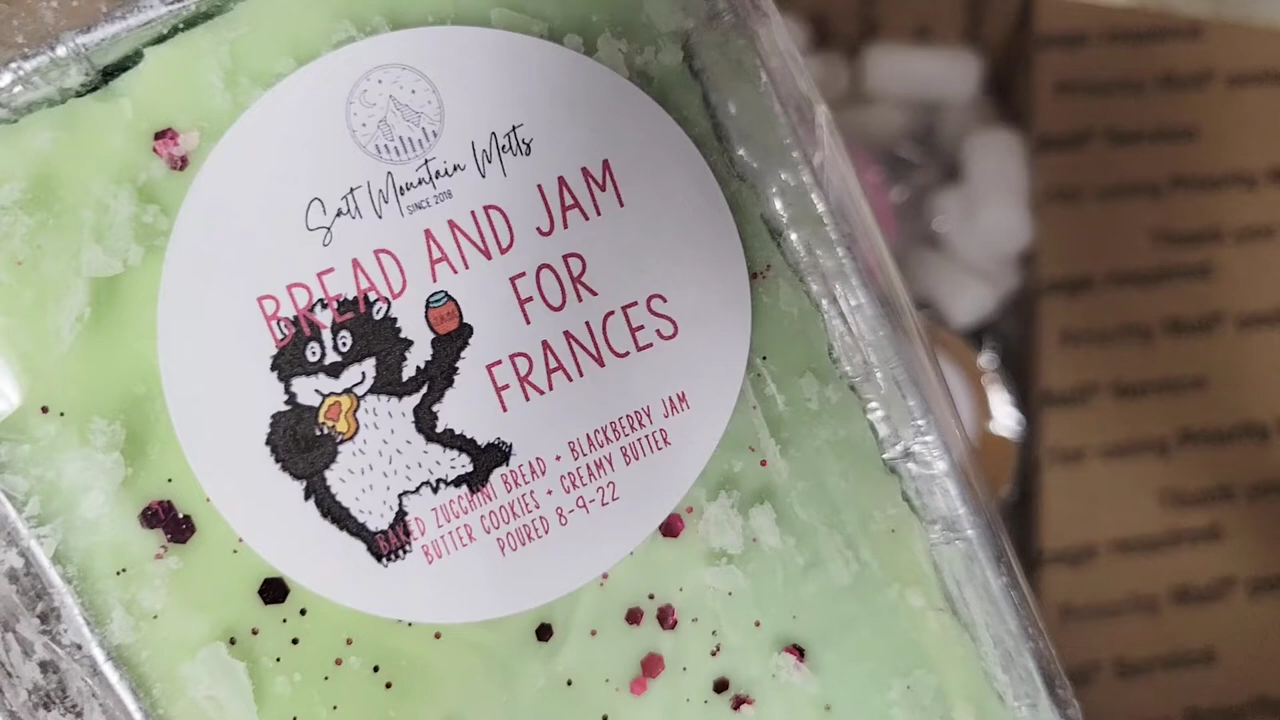 Salt Mountain Melts
SINCE 2018
BREAD AND JAM
FOR
FRANCES
JAM
BAKED ZUCCHINI BREAD + BLACKBERRY JAM
BUTTER COOKIES + CREAMY BUTTER
POURED 8-9-22